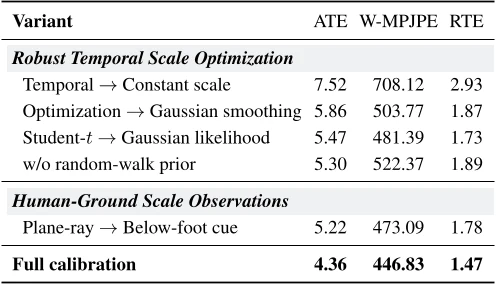 Variant ATE W-MPJPE RTE
Robust Temporal Scale Optimization
Temporal → Constant scale 7.52 708.12 2.93
Optimization → Gaussian smoothing 5.86 503.77 1.87
Student-t → Gaussian likelihood 5.47 481.39 1.73
w/o random-walk prior 5.30 522.37 1.89
Human-Ground Scale Observations
Plane-ray → Below-foot cue 5.22 473.09 1.78
Full calibration 4.36 446.83 1.47